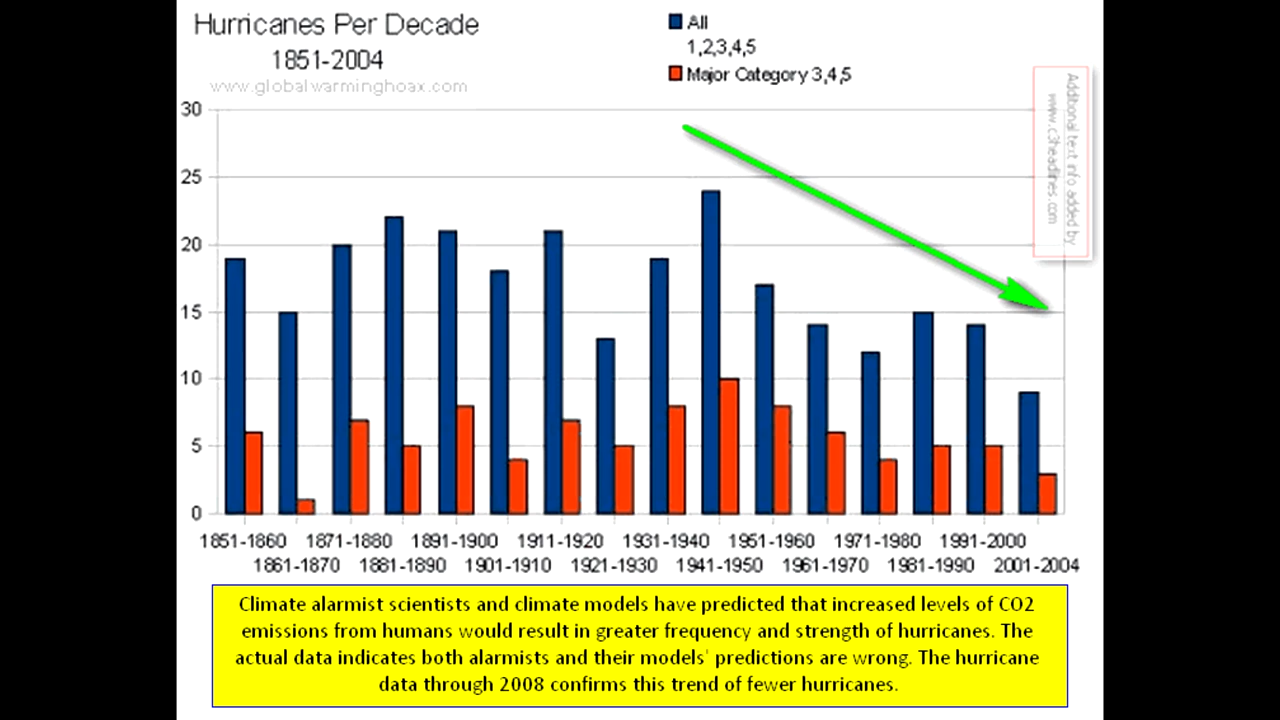 Hurricanes Per Decade
1851-2004
www.globalwarminghoax.com
All
1,2,3,4,5
Major Category 3,4,5
Additional text info added by
www.c3headlines.com
30
25
20
15
10
5
0
1851-1860 1871-1880 1891-1900 1911-1920 1931-1940 1951-1960 1971-1980 1991-2000
1861-1870 1881-1890 1901-1910 1921-1930 1941-1950 1961-1970 1981-1990 2001-2004
Climate alarmist scientists and climate models have predicted that increased levels of CO2
emissions from humans would result in greater frequency and strength of hurricanes. The
actual data indicates both alarmists and their models' predictions are wrong. The hurricane
data through 2008 confirms this trend of fewer hurricanes.